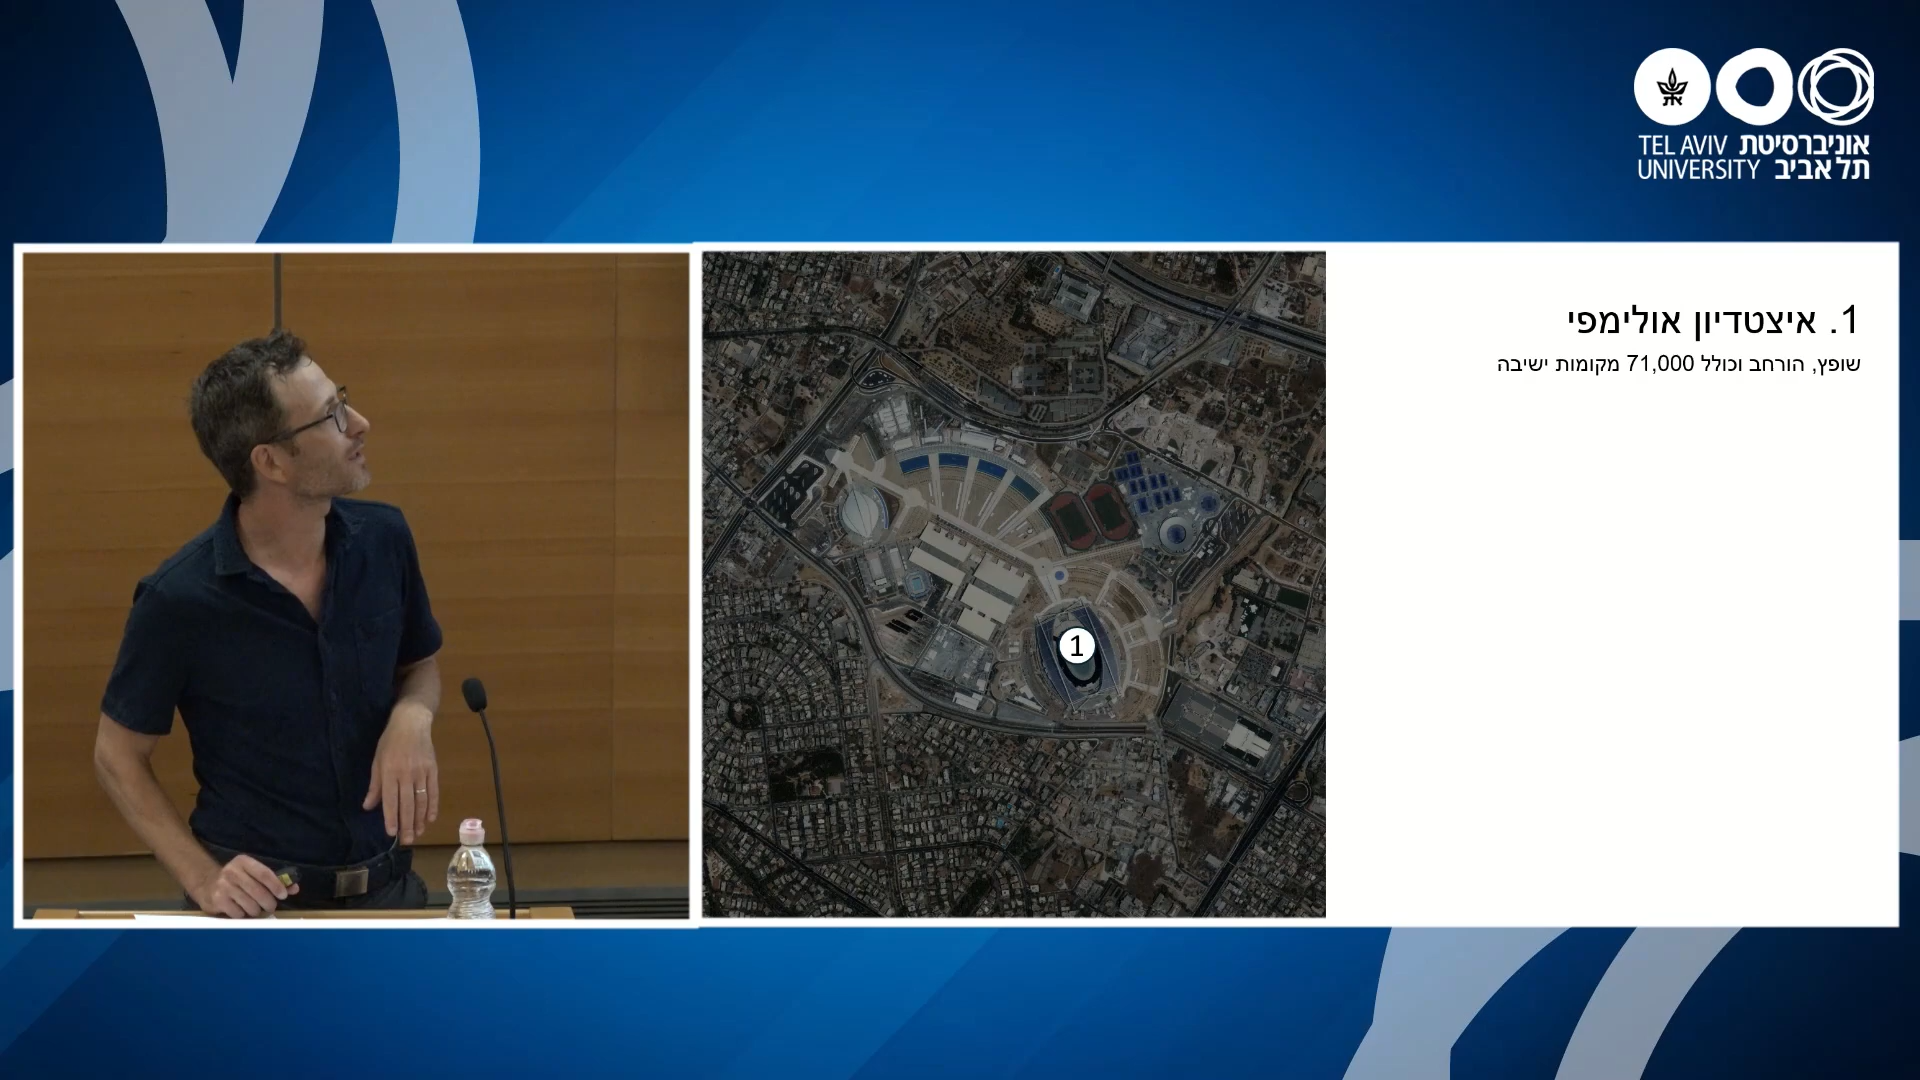 TEL AVIV אוניברסיטת
UNIVERSITY תל אביב
1. איצטדיון אולימפי
שופץ, הורחב וכולל 71,000 מקומות ישיבה
1